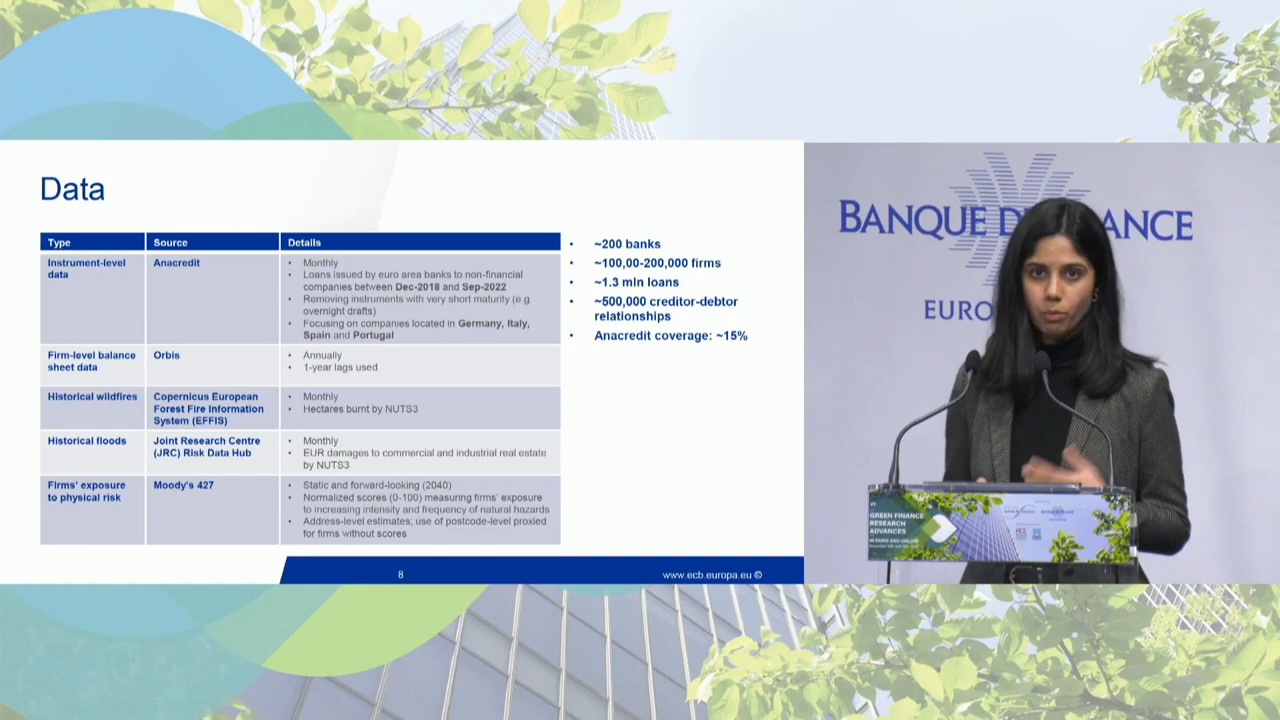 Data
Type Source Details
Instrument-level
data
Anacredit
• Monthly
• Loans issued by euro area banks to non-financial
companies between Dec-2018 and Sep-2022
• Removing instruments with very short maturity (e.g
overnight drafts)
• Focusing on companies located in Germany, Italy,
Spain and Portugal
Firm-level balance
sheet data
Orbis
• Annually
• 1-year lags used
Historical wildfires
Copernicus European
Forest Fire Information
System (EFFIS)
• Monthly
• Hectares burnt by NUTS3
Historical floods
Joint Research Centre
(JRC) Risk Data Hub
• Monthly
• EUR damages to commercial and industrial real estate
by NUTS3
Firms' exposure
to physical risk
Moody's 427
• Static and forward-looking (2040)
• Normalized scores (0-100) measuring firms' exposure
to increasing intensity and frequency of natural hazards
• Address-level estimates; use of postcode-level proxied
for firms without scores
• ~200 banks
• ~100,00-200,000 firms
• ~1.3 mln loans
• ~500,000 creditor-debtor
relationships
• Anacredit coverage: ~15%
8
www.ecb.europa.eu ©
BANQUE D ANCE
EURO
GREEN FINANCE
RESEARCH
ADVANCES
IN PARIS AND ONLINE